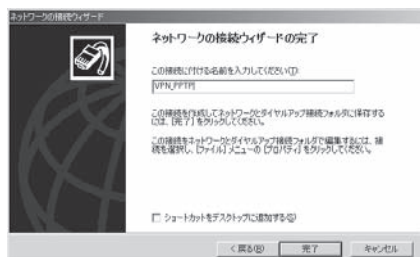 ネットワークの接続ウィザード
ネットワークの接続ウィザードの完了
この接続に付ける名前を入力してください(T):
VPN_PPTP
この接続を作成してネットワークとダイヤルアップ接続フォルダに保存する
には、[完了] をクリックしてください。
この接続をネットワークとダイヤルアップ接続フォルダで編集するには、接
続を選択し、[ファイル] メニューの [プロパティ] をクリックしてください。
ショートカットをデスクトップに追加する(S)
< 戻る(B)
完了
キャンセル